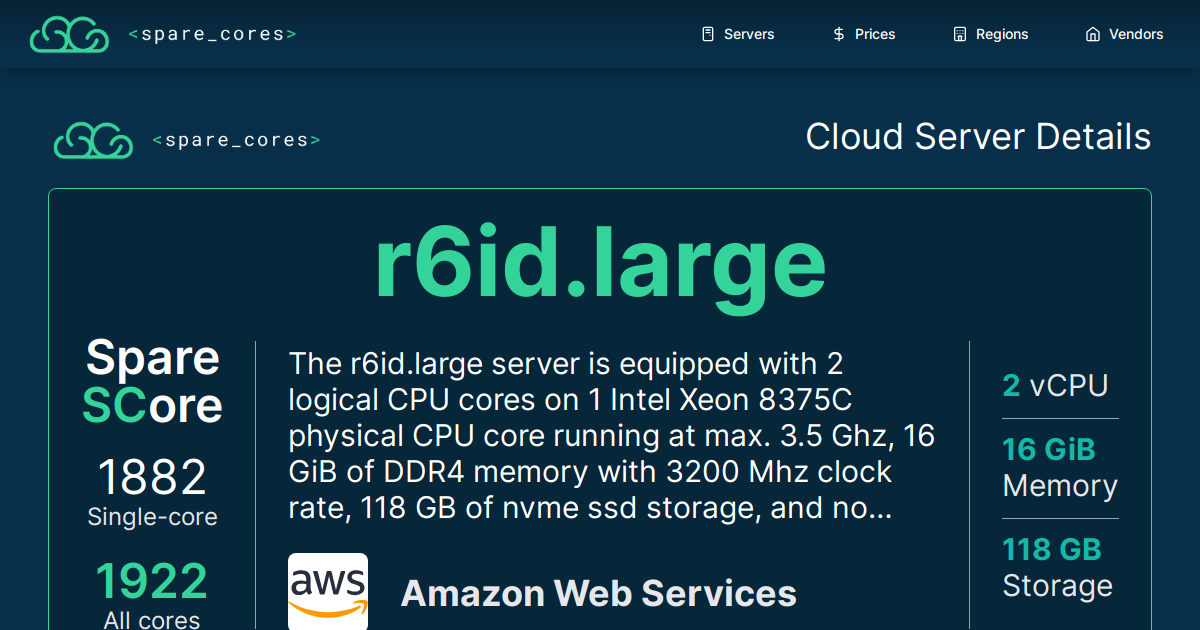 <spare_cores>
Servers
Prices
Regions
Vendors
<spare_cores>
Cloud Server Details
r6id.large
Spare
SCore
1882
Single-core
1922
All cores
The r6id.large server is equipped with 2
logical CPU cores on 1 Intel Xeon 8375C
physical CPU core running at max. 3.5 Ghz, 16
GiB of DDR4 memory with 3200 Mhz clock
rate, 118 GB of nvme ssd storage, and no...
aws
Amazon Web Services
2 vCPU
16 GiB
Memory
118 GB
Storage